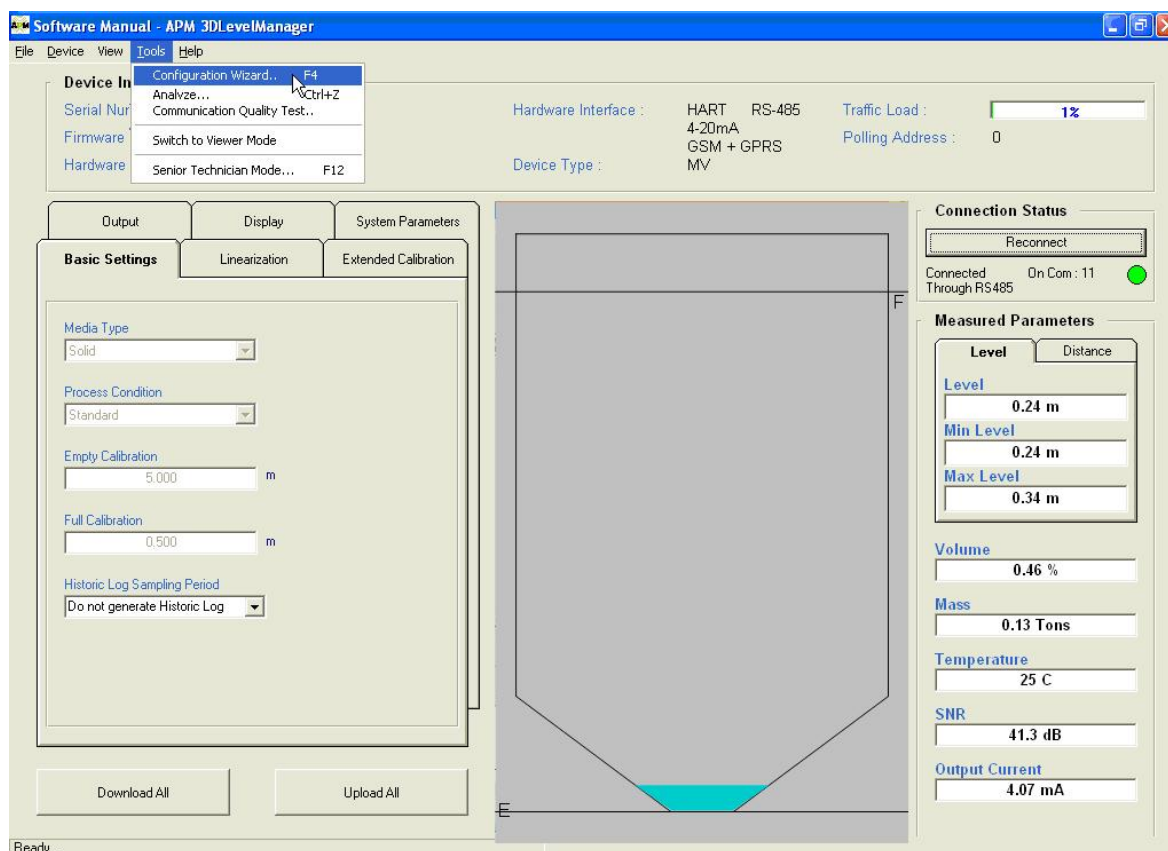 APM Software Manual - APM 3DLevelManager
File Device View Tools Help
Configuration Wizard.. F4
Analyze... Ctrl+Z
Communication Quality Test..
Switch to Viewer Mode
Senior Technician Mode... F12
Device In
Serial Nur
Firmware
Hardware
Hardware Interface : HART RS-485
4-20mA
GSM + GPRS
Device Type : MV
Traffic Load : 1%
Polling Address : 0
Output Display System Parameters
Basic Settings Linearization Extended Calibration
Media Type
Solid
Process Condition
Standard
Empty Calibration
5.000 m
Full Calibration
0.500 m
Historic Log Sampling Period
Do not generate Historic Log
Download All Upload All
F
E
Connection Status
Reconnect
Connected On Com : 11
Through RS485
Measured Parameters
Level Distance
Level
0.24 m
Min Level
0.24 m
Max Level
0.34 m
Volume
0.46 %
Mass
0.13 Tons
Temperature
25 C
SNR
41.3 dB
Output Current
4.07 mA
Ready